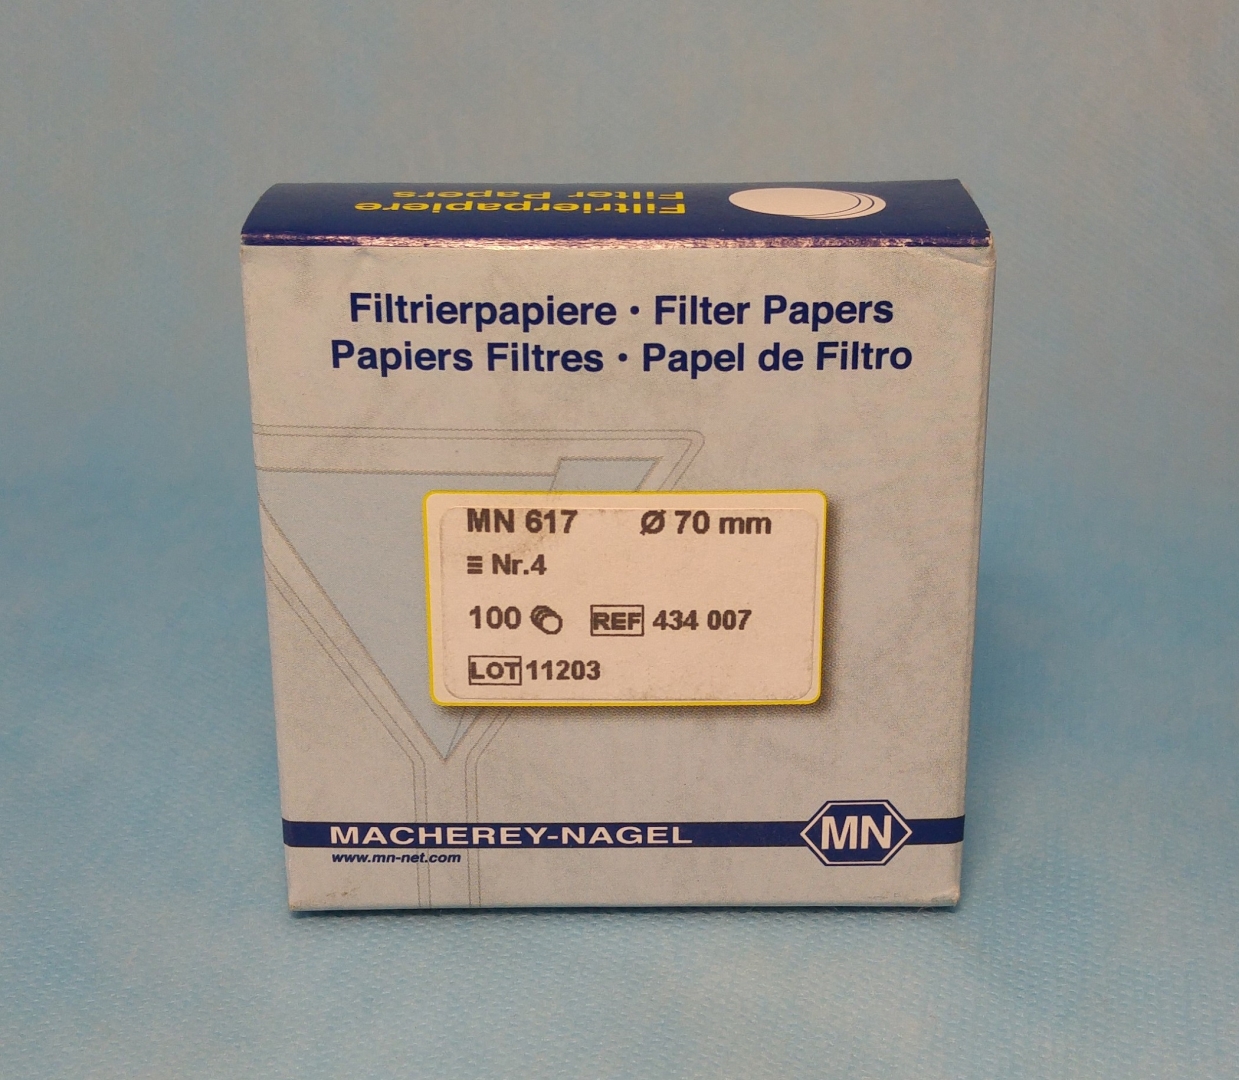 Filtrierpapiere
Filter Papers
Filtrierpapiere • Filter Papers
Papiers Filtres • Papel de Filtro
MN 617 Ø 70 mm
≡ Nr.4
100 REF 434 007
LOT 11203
MACHEREY-NAGEL
MN
www.mn-net.com